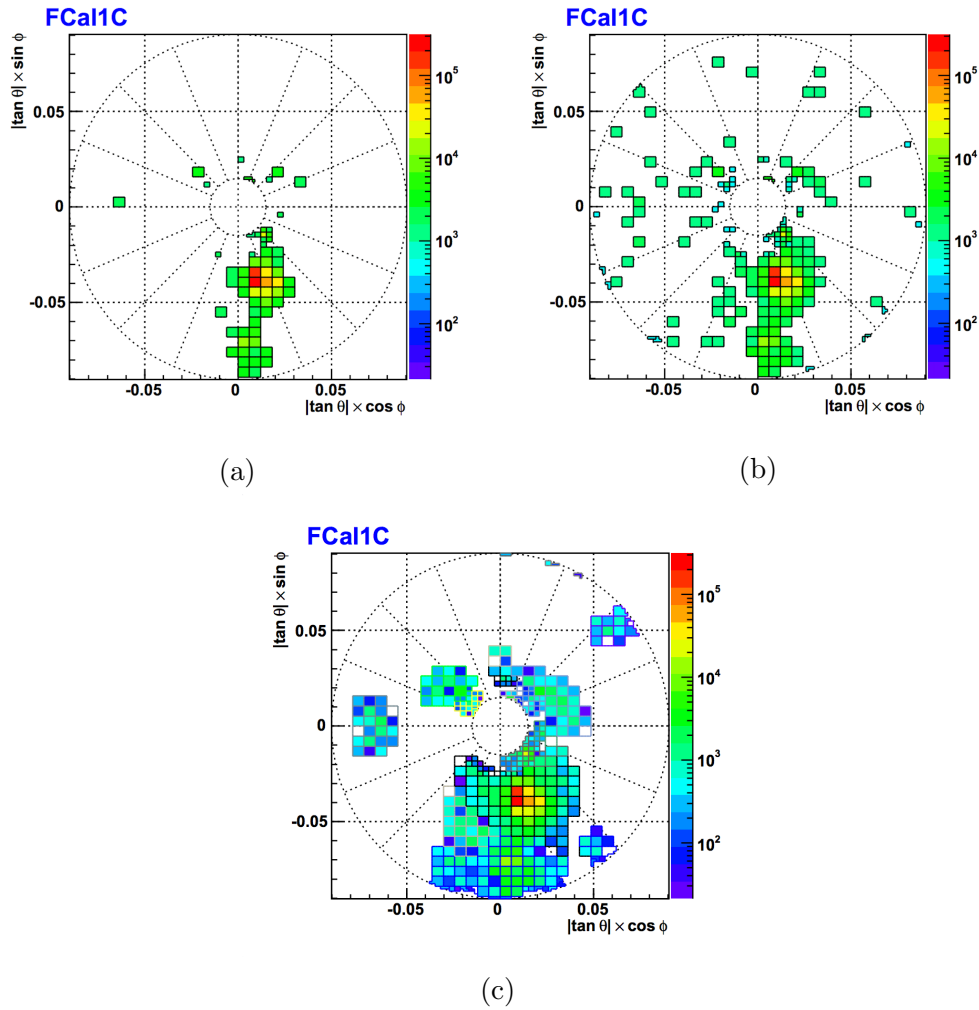 FCal1C
|tan θ| × sin ϕ
0.05
0
-0.05
-0.05
0
0.05
|tan θ| × cos ϕ
10⁵
10⁴
10³
10²
(a)
FCal1C
|tan θ| × sin ϕ
0.05
0
-0.05
-0.05
0
0.05
|tan θ| × cos ϕ
10⁵
10⁴
10³
10²
(b)
FCal1C
|tan θ| × sin ϕ
0.05
0
-0.05
-0.05
0
0.05
|tan θ| × cos ϕ
10⁵
10⁴
10³
10²
(c)